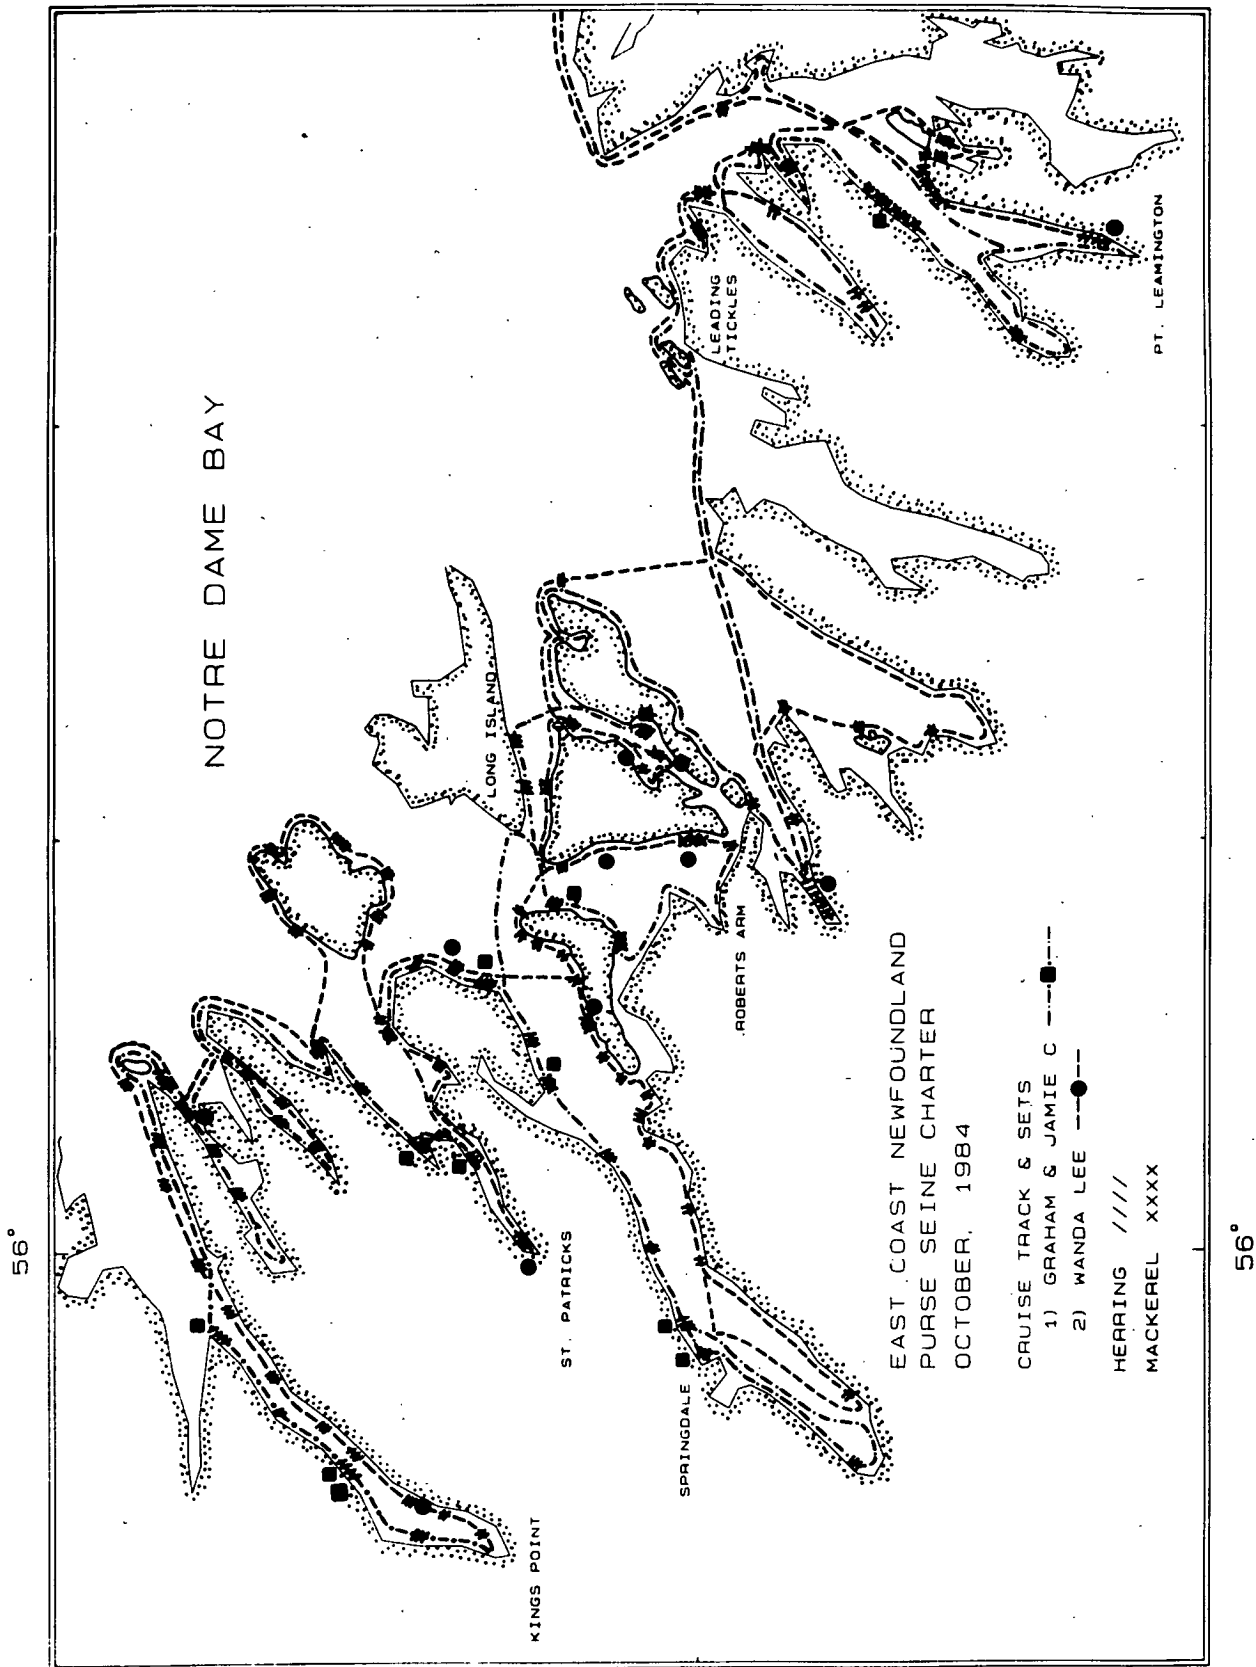 56°
NOTRE DAME BAY
LONG ISLAND
LEADING
TICKLES
PT. LEAMINGTON
ROBERTS ARM
ST. PATRICKS
SPRINGDALE
KINGS POINT
EAST COAST NEWFOUNDLAND
PURSE SEINE CHARTER
OCTOBER, 1984
CRUISE TRACK & SETS
1) GRAHAM & JAMIE C
2) WANDA LEE
HERRING ////
MACKEREL XXXX
56°